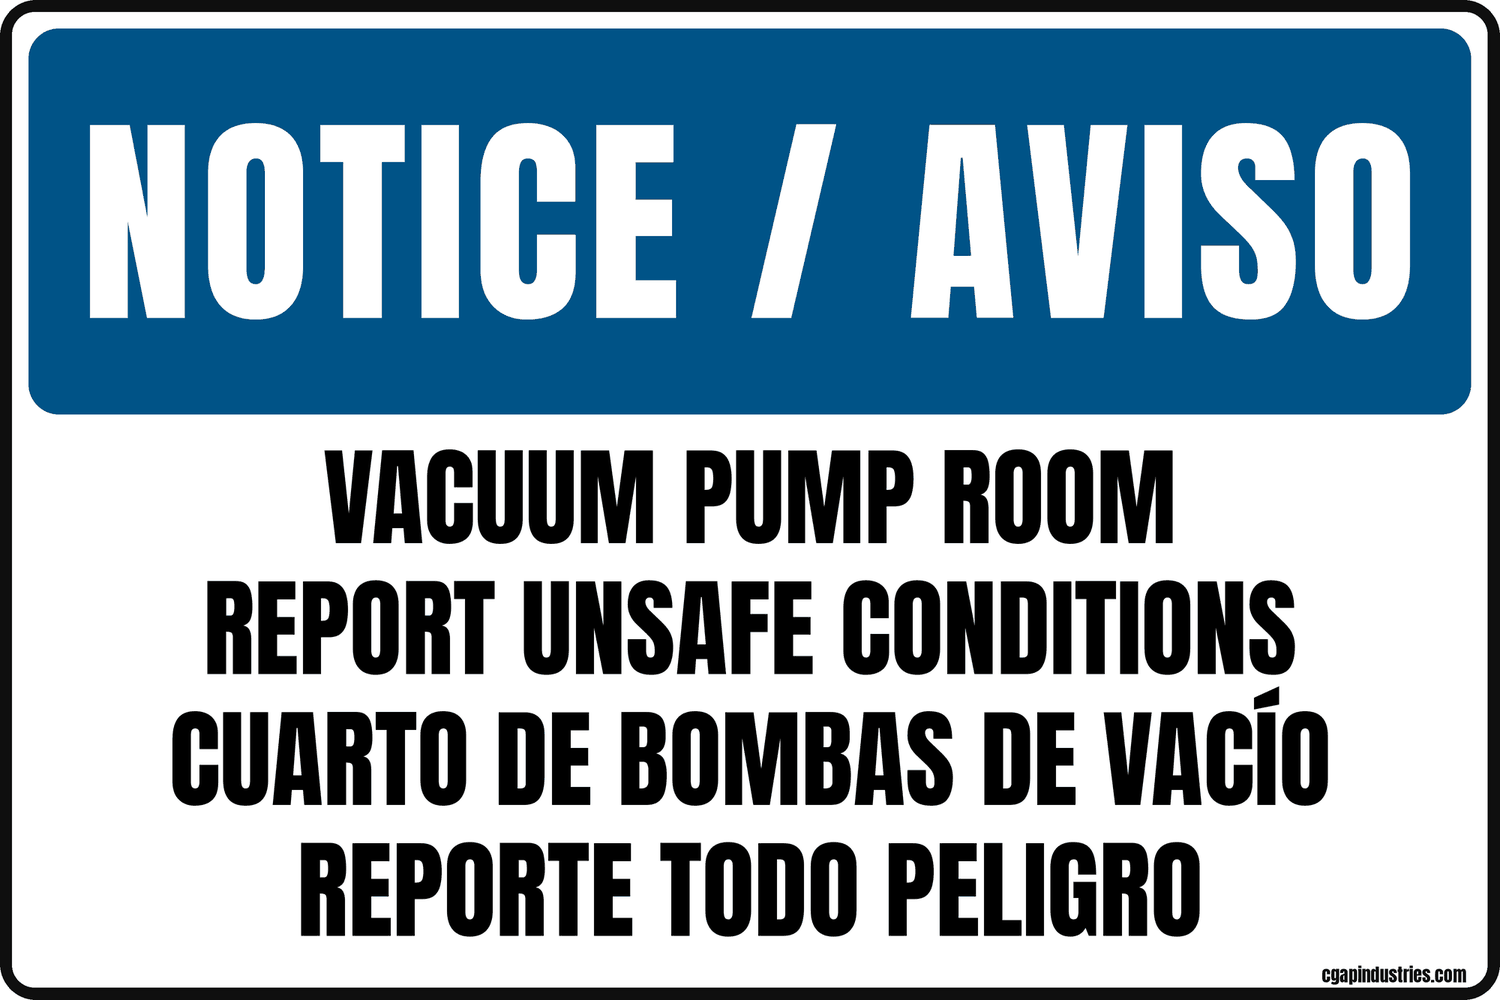 NOTICE / AVISO
VACUUM PUMP ROOM
REPORT UNSAFE CONDITIONS
CUARTO DE BOMBAS DE VACÍO
REPORTE TODO PELIGRO
cgapindustries.com